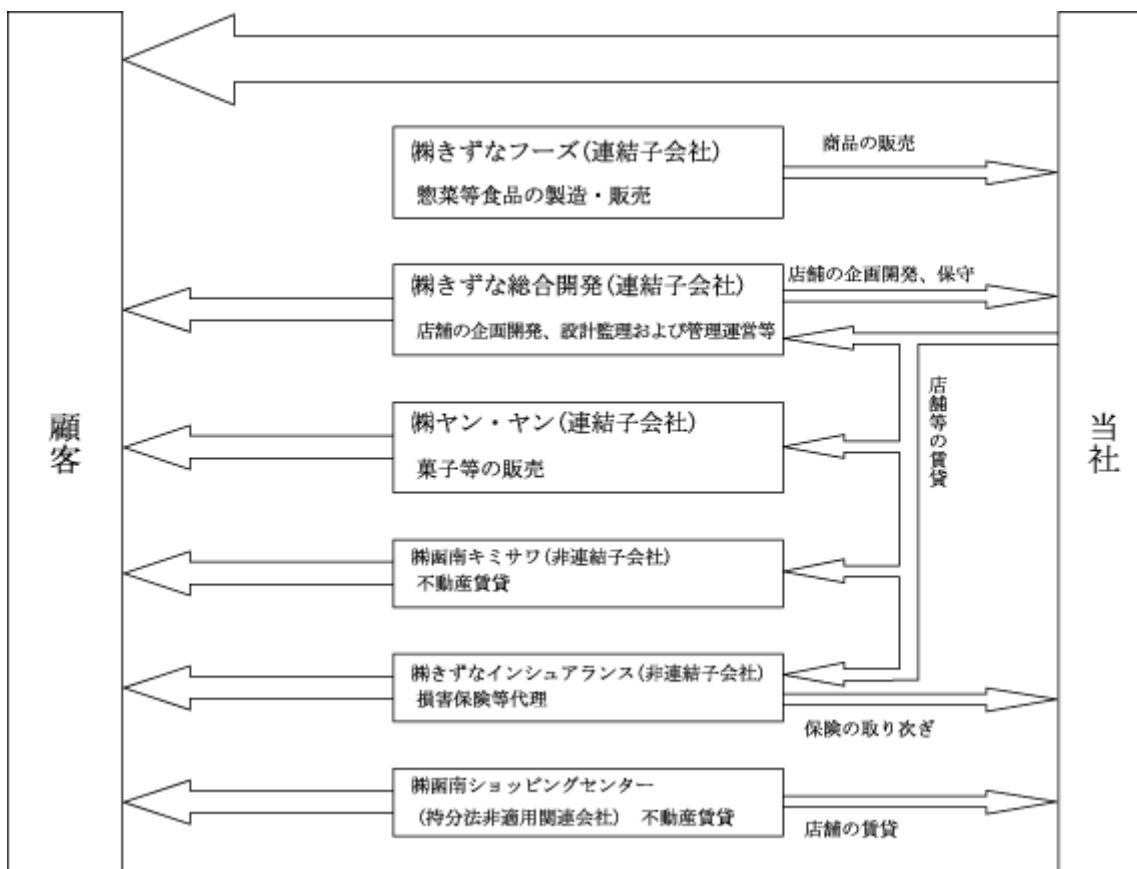 顧客
当社
㈱きずなフーズ(連結子会社)
惣菜等食品の製造・販売
商品の販売
㈱きずな総合開発(連結子会社)
店舗の企画開発、設計監理および管理運営等
店舗の企画開発、保守
店舗等の賃貸
㈱ヤン・ヤン(連結子会社)
菓子等の販売
㈱函南キミサワ(非連結子会社)
不動産賃貸
㈱きずなインシュアランス(非連結子会社)
損害保険等代理
保険の取り次ぎ
㈱函南ショッピングセンター
(持分法非適用関連会社) 不動産賃貸
店舗の賃貸